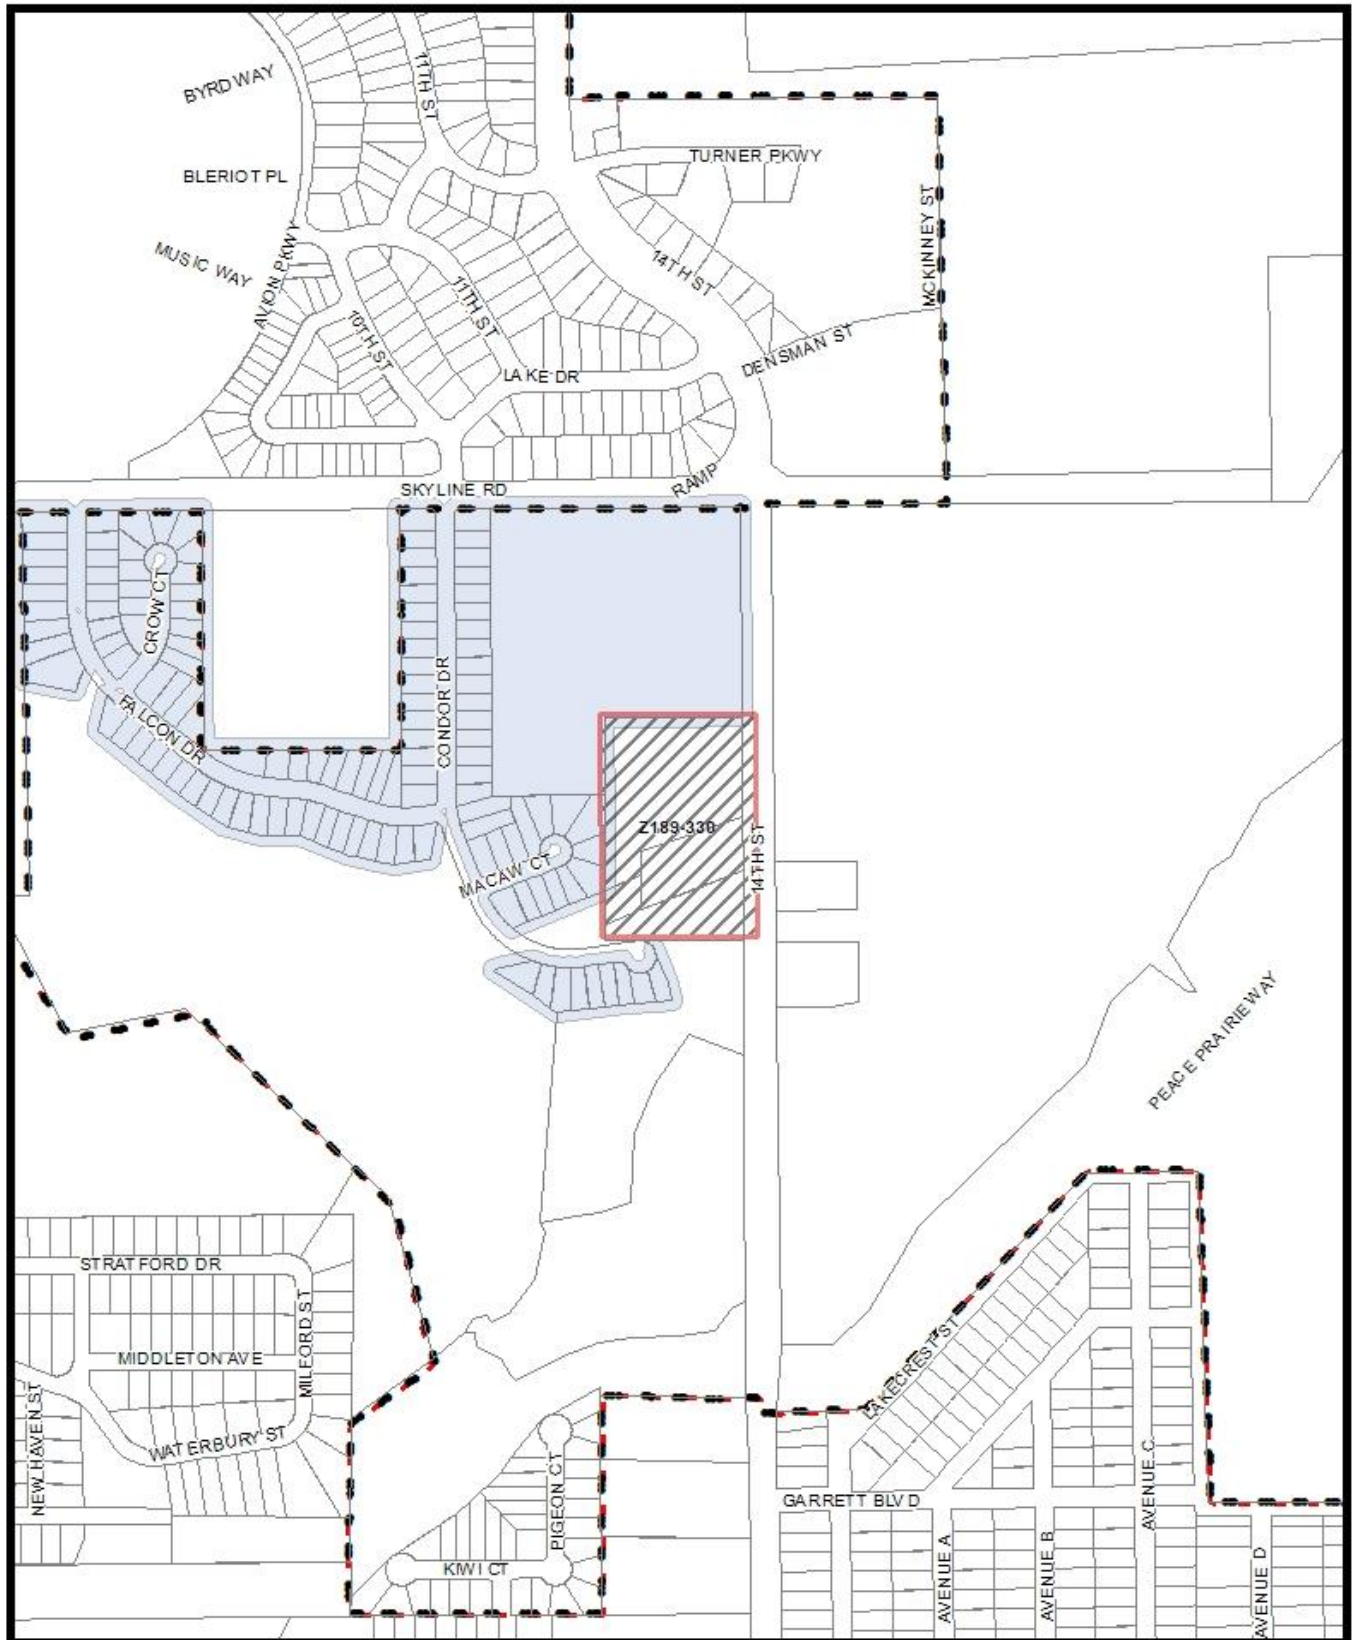 BYRD WAY
11TH ST
TURNER PKWY
BLERIOT PL
MCKINNEY ST
MUSIC WAY
AVION PKWY
14TH ST
11TH ST
10TH ST
DENSMAN ST
LAKE DR
SKYLINE RD
RAMP
CROW CT
CONDOR DR
FALCON DR
Z189-330
14TH ST
MACAW CT
PEACE PRAIRIE WAY
STRATFORD DR
MILFORD ST
MIDDLETON AVE
LAKECREST ST
NEW HAVEN ST
WATERBURY ST
AVENUE C
PIGEON CT
GARRETT BLVD
KIWI CT
AVENUE A
AVENUE B
AVENUE D